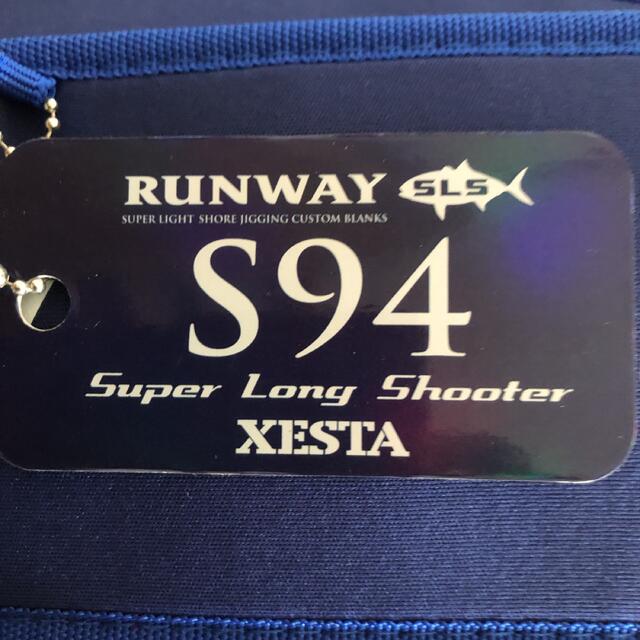 RUNWAY SLS
SUPER LIGHT SHORE JIGGING CUSTOM BLANKS
S94
Super Long Shooter
XESTA